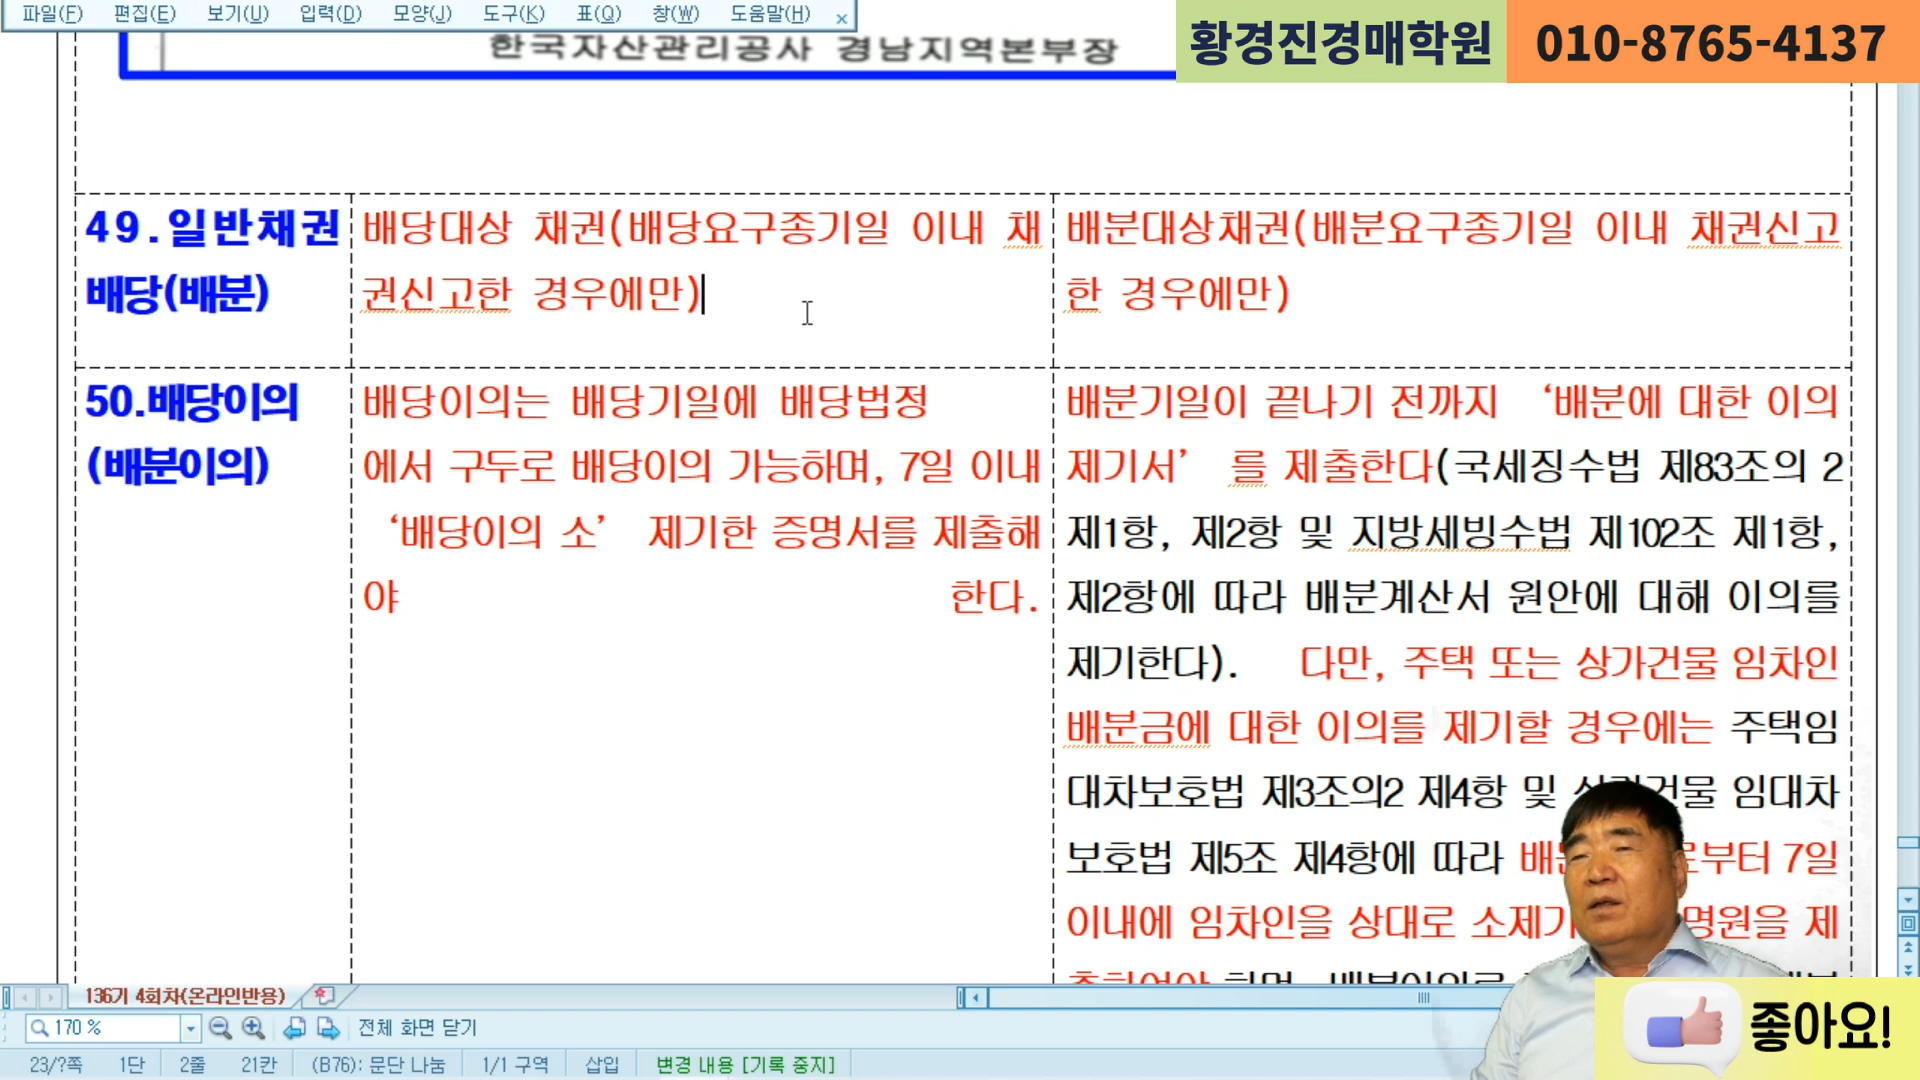 파일(F) 편집(E) 보기(U) 입력(D) 모양(J) 도구(K) 표(Q) 창(W) 도움말(H) ×
황경진경매학원 010-8765-4137
한국자산관리공사 경남지역본부장
49.일반채권
배당(배분)
배당대상 채권(배당요구종기일 이내 채
권신고한 경우에만)
배분대상채권(배분요구종기일 이내 채권신고
한 경우에만)
50.배당이의
(배분이의)
배당이의는 배당기일에 배당법정
에서 구두로 배당이의 가능하며, 7일 이내
‘배당이의 소’ 제기한 증명서를 제출해
야 한다.
배분기일이 끝나기 전까지 ‘배분에 대한 이의
제기서’ 를 제출한다(국세징수법 제83조의 2
제1항, 제2항 및 지방세빙수법 제102조 제1항,
제2항에 따라 배분계산서 원안에 대해 이의를
제기한다). 다만, 주택 또는 상가건물 임차인
배분금에 대한 이의를 제기할 경우에는 주택임
대차보호법 제3조의2 제4항 및 건물 임대차
보호법 제5조 제4항에 따라 부터 7일
이내에 임차인을 상대로 명원을 제
136기 4회차(온라인반용)
170 % 전체 화면 닫기
23/?쪽 1단 2줄 21칸 (B76): 문단 나눔 1/1 구역 삽입 변경 내용 [기록 중지]
좋아요!